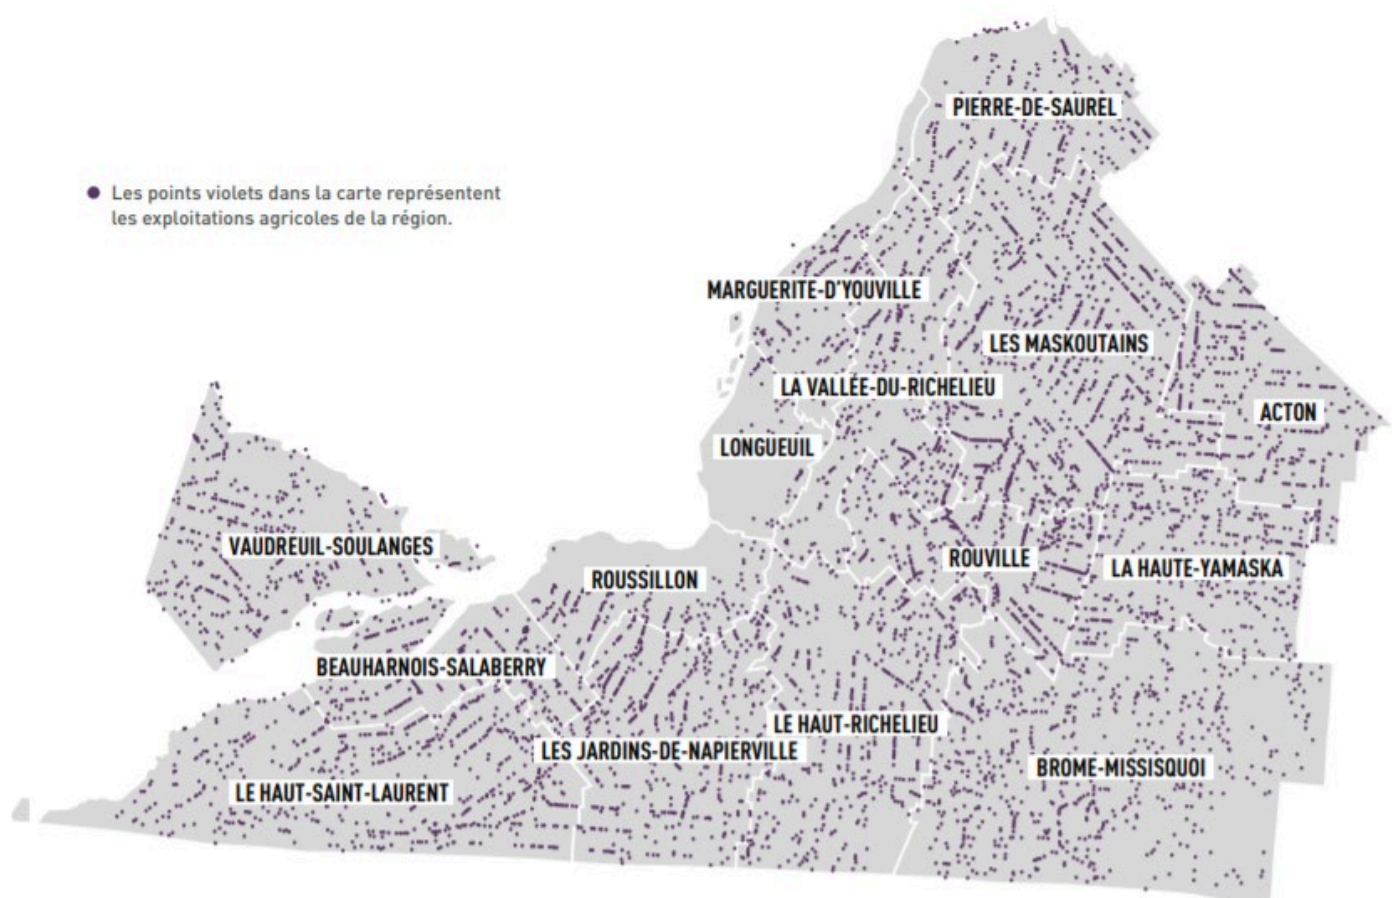 PIERRE-DE-SAUREL
Les points violets dans la carte représentent
les exploitations agricoles de la région.
MARGUERITE-D'YOUVILLE
LES MASKOUTAINS
LA VALLÉE-DU-RICHELIEU
ACTON
LONGUEUIL
VAUDREUIL-SOULANGES
ROUVILLE
LA HAUTE-YAMASKA
ROUSSILLON
BEAUHARNOIS-SALABERRY
LE HAUT-RICHELIEU
LES JARDINS-DE-NAPIERVILLE
BROME-MISSISQUOI
LE HAUT-SAINT-LAURENT